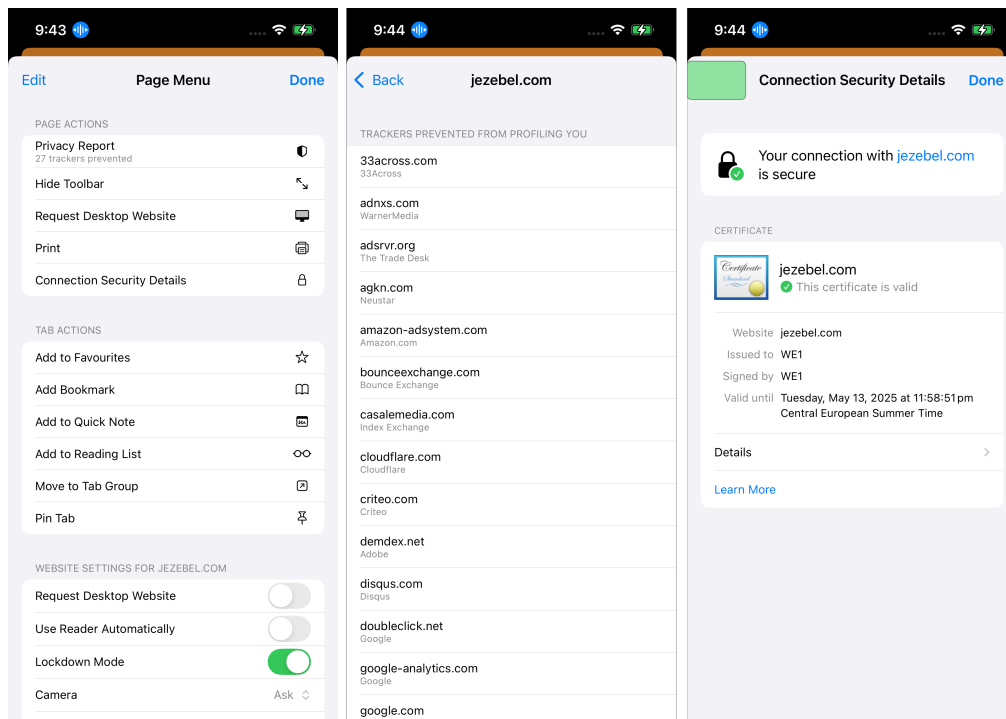 9:43
Edit
Page Menu
Done
PAGE ACTIONS
Privacy Report
27 trackers prevented
Hide Toolbar
Request Desktop Website
Print
Connection Security Details
TAB ACTIONS
Add to Favourites
Add Bookmark
Add to Quick Note
Add to Reading List
Move to Tab Group
Pin Tab
WEBSITE SETTINGS FOR JEZEBEL.COM
Request Desktop Website
Use Reader Automatically
Lockdown Mode
Camera
Ask
9:44
Back
jezebel.com
TRACKERS PREVENTED FROM PROFILING YOU
33across.com
33Across
adnxs.com
WarnerMedia
adsrvr.org
The Trade Desk
agkn.com
Neustar
amazon-adsystem.com
Amazon.com
bounceexchange.com
Bounce Exchange
casalemedia.com
Index Exchange
cloudflare.com
Cloudflare
criteo.com
Criteo
demdex.net
Adobe
disqus.com
Disqus
doubleclick.net
Google
google-analytics.com
Google
google.com
9:44
Connection Security Details
Done
Your connection with jezebel.com
is secure
CERTIFICATE
Certificate
Standard
jezebel.com
This certificate is valid
Website jezebel.com
Issued to WE1
Signed by WE1
Valid until Tuesday, May 13, 2025 at 11:58:51 pm
Central European Summer Time
Details
Learn More